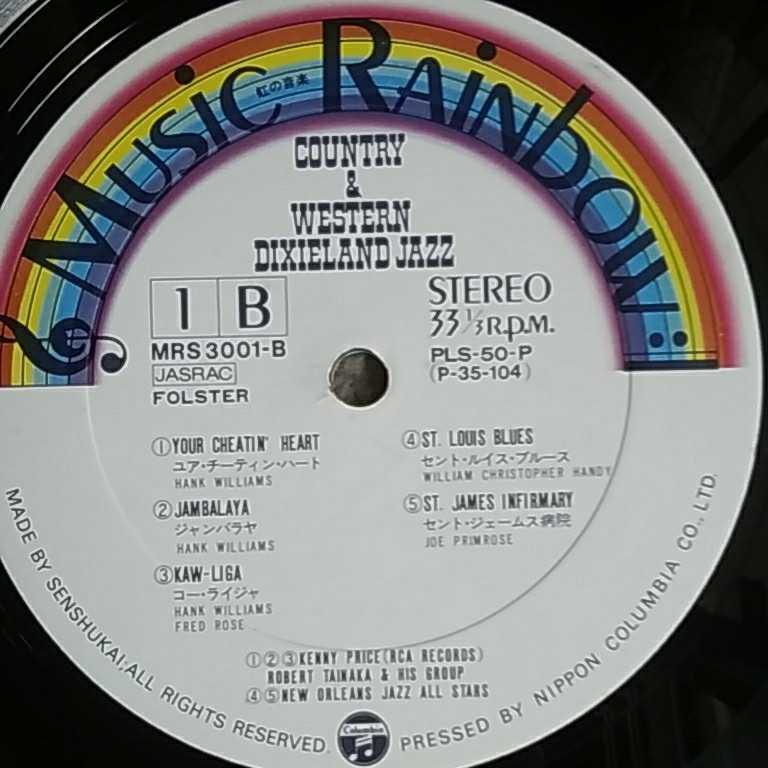 Music Rainbow
虹の音楽
COUNTRY
&
WESTERN
DIXIELAND JAZZ
1 B
MRS3001-B
JASRAC
FOLSTER
STEREO
33 1/3 R.p.m.
PLS-50-P
(P-35-104)
①YOUR CHEATIN' HEART
ユア・チーティン・ハート
HANK WILLIAMS
②JAMBALAYA
ジャンバラヤ
HANK WILLIAMS
③KAW-LIGA
コー・ライジャ
HANK WILLIAMS
FRED ROSE
④ST. LOUIS BLUES
セント・ルイス・ブルース
WILLIAM CHRISTOPHER HANDY
⑤ST. JAMES INFIRMARY
セント・ジェームス病院
JOE PRIMROSE
①②③KENNY PRICE(RCA RECORDS)
ROBERT TAINAKA & HIS GROUP
④⑤NEW ORLEANS JAZZ ALL STARS
MADE BY SENSHUKAI;ALL RIGHTS RESERVED.
Columbia
PRESSED BY NIPPON COLUMBIA CO., LTD.